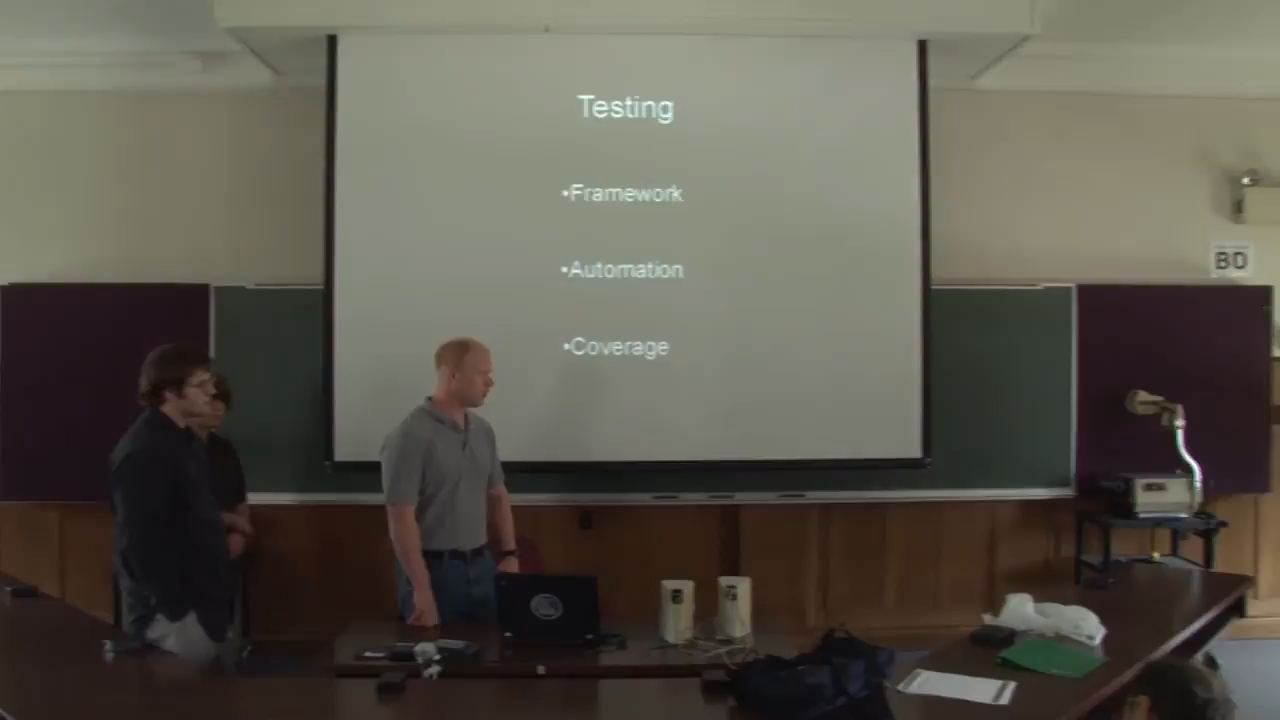 Testing
•Framework
•Automation
•Coverage
BD